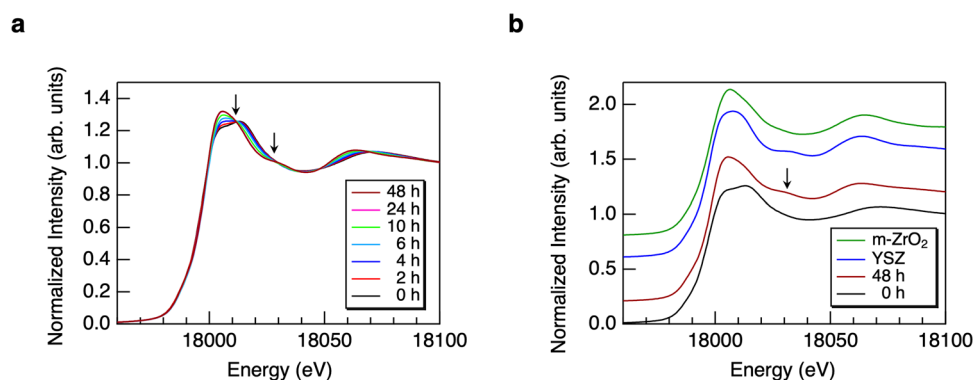 a
b
Normalized Intensity (arb. units)
1.4
1.2
1.0
0.8
0.6
0.4
0.2
0.0
48 h
24 h
10 h
6 h
4 h
2 h
0 h
18000
18050
18100
Energy (eV)
Normalized Intensity (arb. units)
2.0
1.5
1.0
0.5
0.0
m-ZrO₂
YSZ
48 h
0 h
18000
18050
18100
Energy (eV)